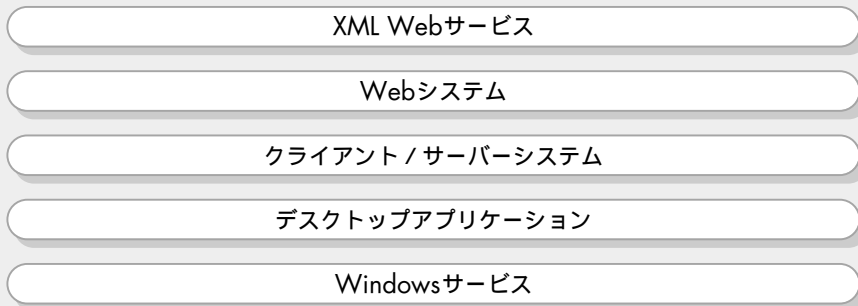 XML Webサービス
Webシステム
クライアント / サーバーシステム
デスクトップアプリケーション
Windowsサービス